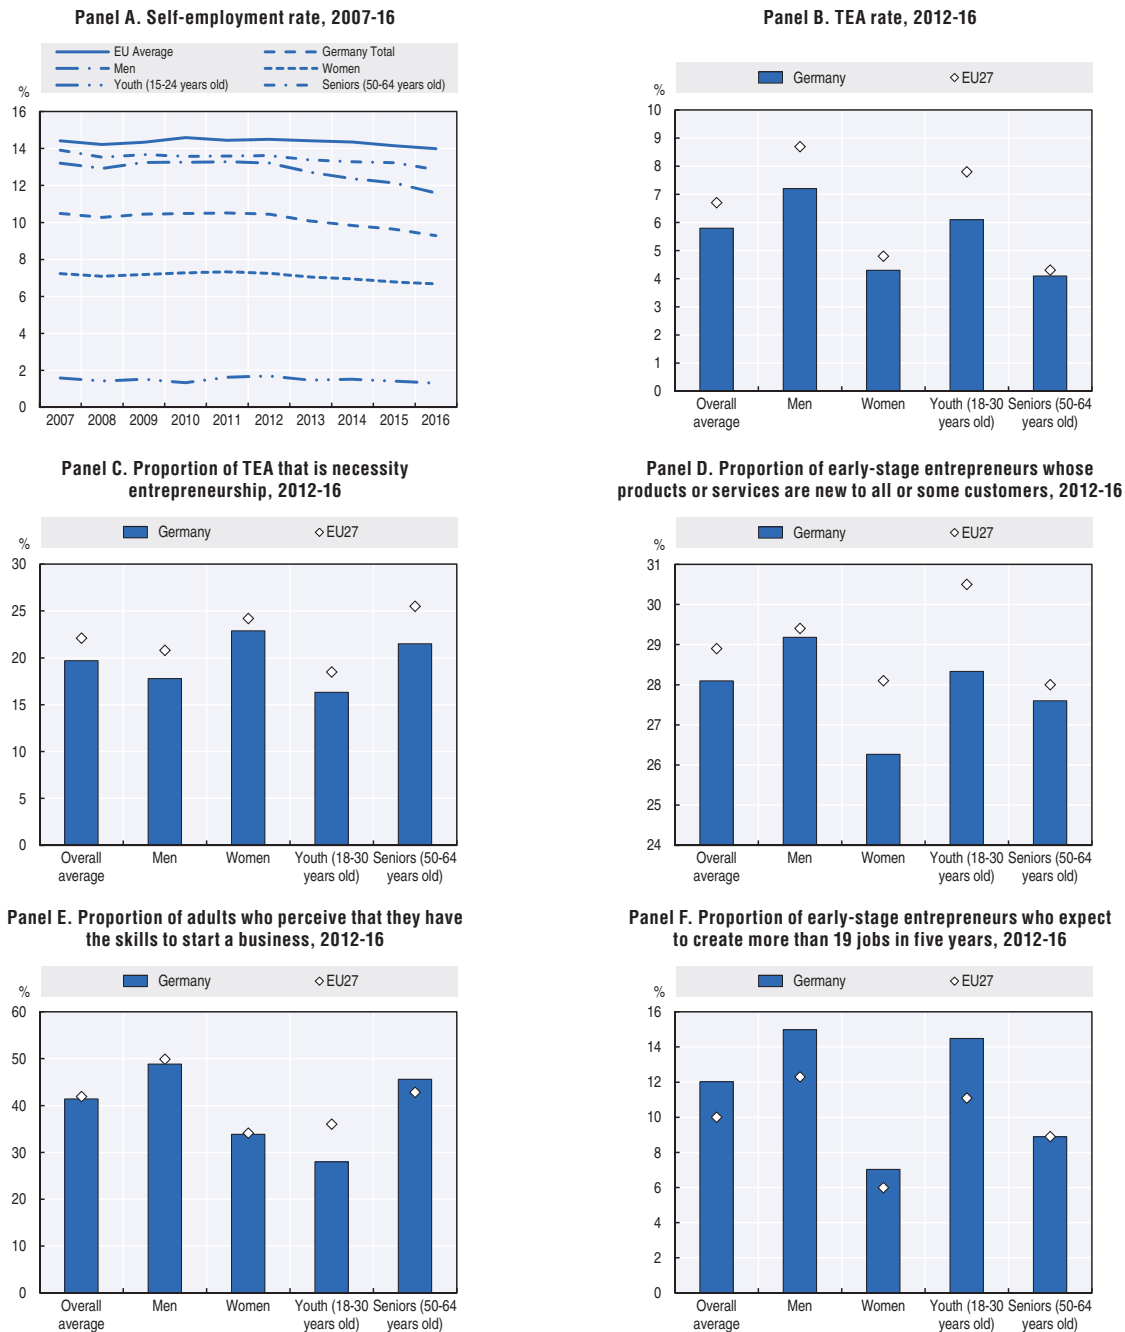 Panel A. Self-employment rate, 2007-16
EU Average
Germany Total
Men
Women
Youth (15-24 years old)
Seniors (50-64 years old)
%
16
14
12
10
8
6
4
2
0
2007 2008 2009 2010 2011 2012 2013 2014 2015 2016
Panel B. TEA rate, 2012-16
Germany
EU27
%
10
9
8
7
6
5
4
3
2
1
0
Overall average
Men
Women
Youth (18-30 years old)
Seniors (50-64 years old)
Panel C. Proportion of TEA that is necessity
entrepreneurship, 2012-16
Germany
EU27
%
30
25
20
15
10
5
0
Overall average
Men
Women
Youth (18-30 years old)
Seniors (50-64 years old)
Panel D. Proportion of early-stage entrepreneurs whose
products or services are new to all or some customers, 2012-16
Germany
EU27
%
31
30
29
28
27
26
25
24
Overall average
Men
Women
Youth (18-30 years old)
Seniors (50-64 years old)
Panel E. Proportion of adults who perceive that they have
the skills to start a business, 2012-16
Germany
EU27
%
60
50
40
30
20
10
0
Overall average
Men
Women
Youth (18-30 years old)
Seniors (50-64 years old)
Panel F. Proportion of early-stage entrepreneurs who expect
to create more than 19 jobs in five years, 2012-16
Germany
EU27
%
16
14
12
10
8
6
4
2
0
Overall average
Men
Women
Youth (18-30 years old)
Seniors (50-64 years old)